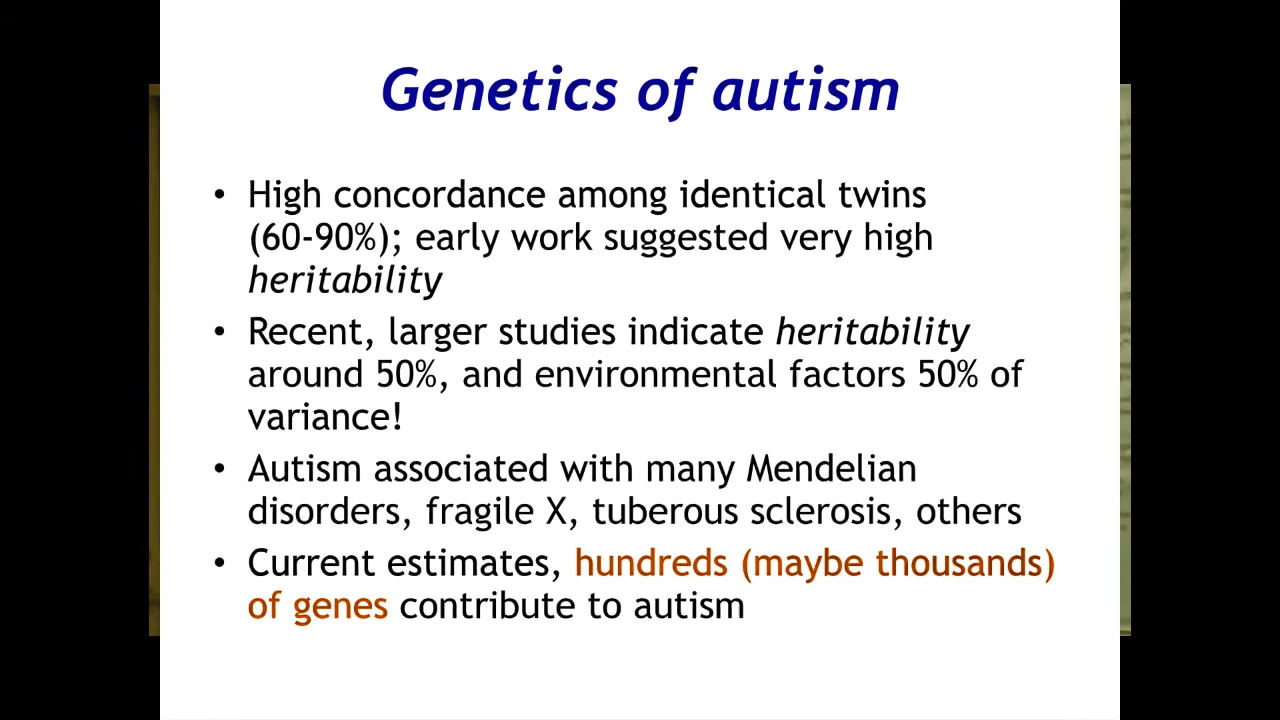 Genetics of autism
• High concordance among identical twins
(60-90%); early work suggested very high
heritability
• Recent, larger studies indicate heritability
around 50%, and environmental factors 50% of
variance!
• Autism associated with many Mendelian
disorders, fragile X, tuberous sclerosis, others
• Current estimates, hundreds (maybe thousands)
of genes contribute to autism